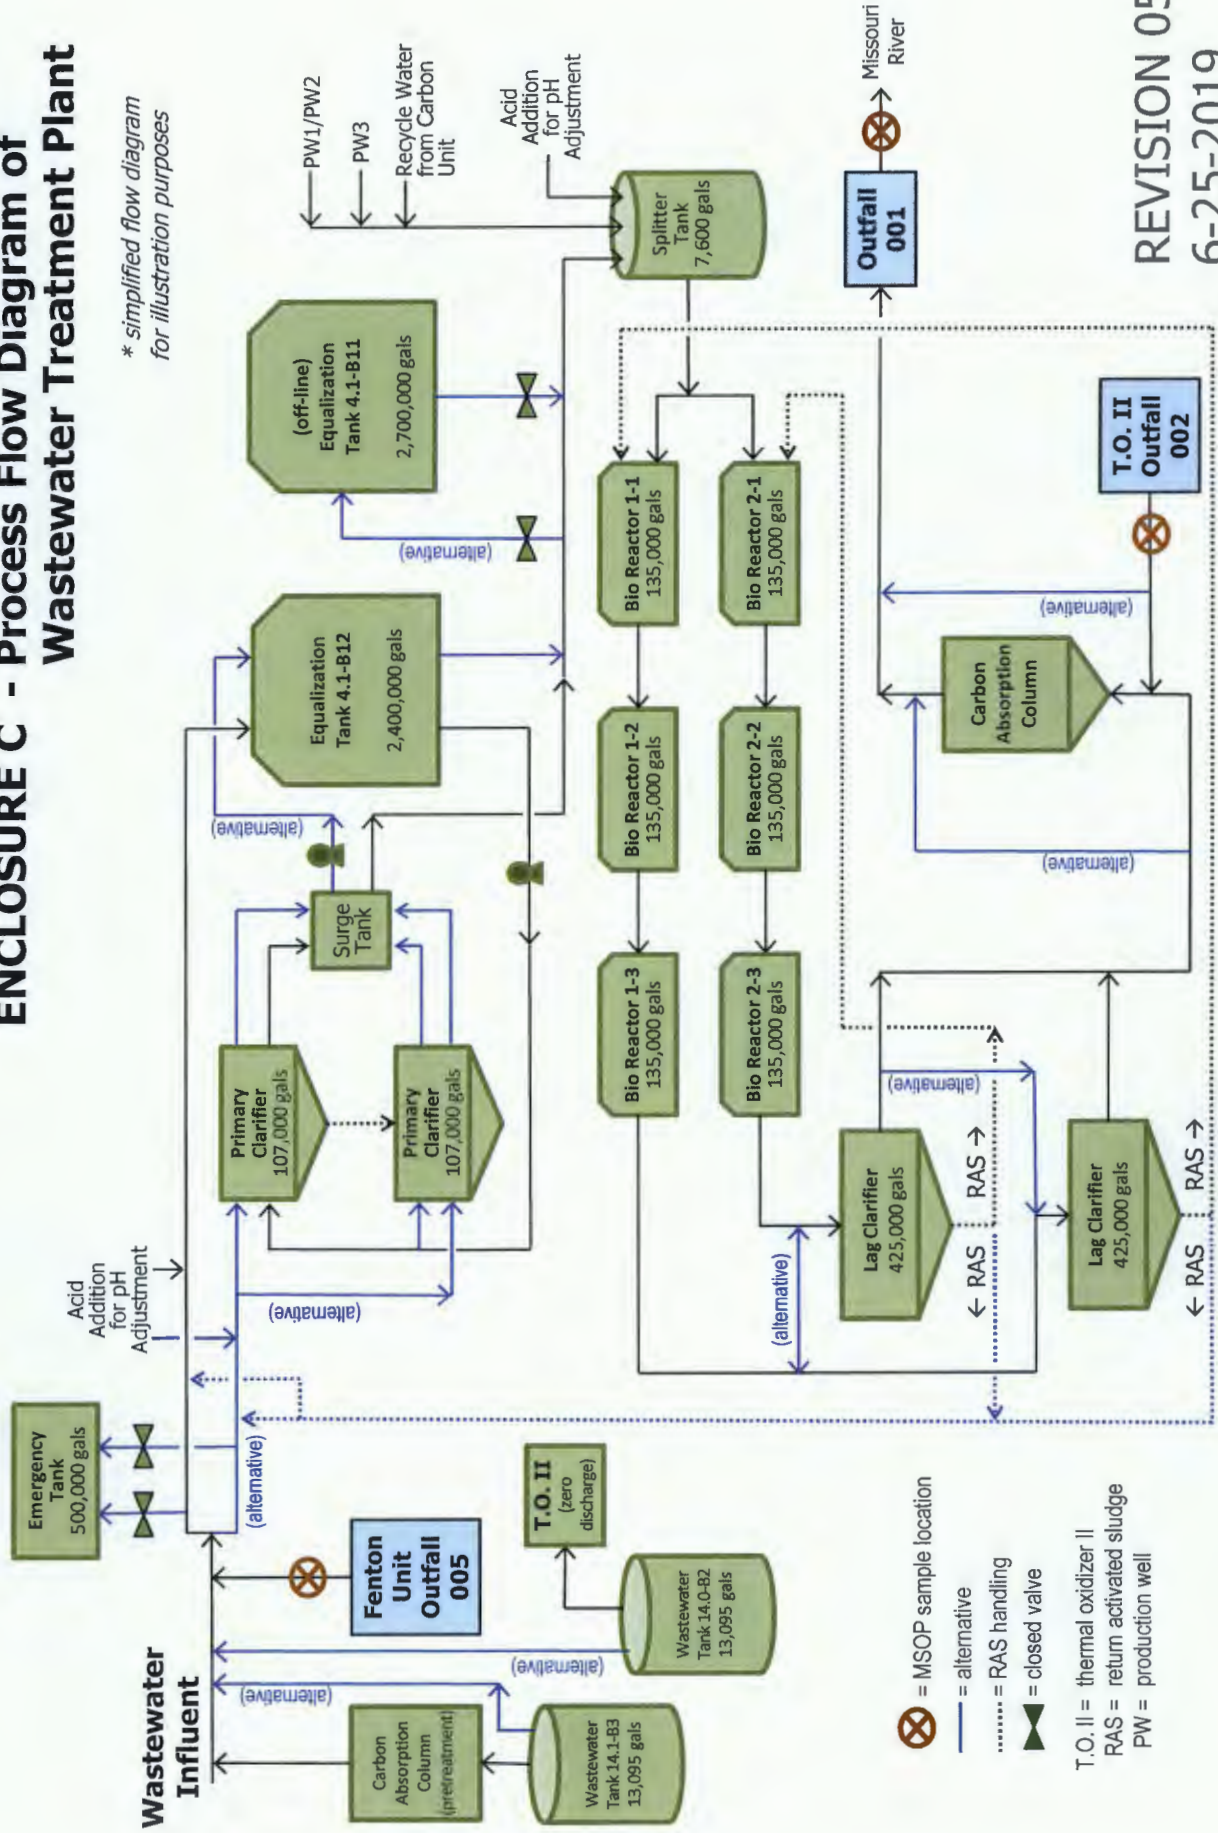 ENCLOSURE C - Process Flow Diagram of
Wastewater Treatment Plant
* simplified flow diagram
for illustration purposes
Emergency
Tank
500,000 gals
Acid
Addition
for pH
Adjustment
(alternative)
(alternative)
Primary
Clarifier
107,000 gals
Primary
Clarifier
107,000 gals
Surge
Tank
(alternative)
Equalization
Tank 4.1-B12
2,400,000 gals
(alternative)
(off-line)
Equalization
Tank 4.1-B11
2,700,000 gals
PW1/PW2
PW3
Recycle Water
from Carbon
Unit
Acid
Addition
for pH
Adjustment
Splitter
Tank
7,600 gals
Wastewater
Influent
Fenton
Unit
Outfall
005
T.O. II
(zero
discharge)
(alternative)
(alternative)
Carbon
Absorption
Column
(pretreatment)
Wastewater
Tank 14.1-B3
13,095 gals
Wastewater
Tank 14.0-B2
13,095 gals
Bio Reactor 1-3
135,000 gals
Bio Reactor 1-2
135,000 gals
Bio Reactor 1-1
135,000 gals
Bio Reactor 2-3
135,000 gals
Bio Reactor 2-2
135,000 gals
Bio Reactor 2-1
135,000 gals
(alternative)
Lag Clarifier
425,000 gals
← RAS
RAS →
(alternative)
Lag Clarifier
425,000 gals
← RAS
RAS →
(alternative)
Carbon
Absorption
Column
(alternative)
Outfall
001
Missouri
River
T.O. II
Outfall
002
= MSOP sample location
= alternative
= RAS handling
= closed valve
T.O. II = thermal oxidizer II
RAS = return activated sludge
PW = production well
REVISION 05
6-25-2019